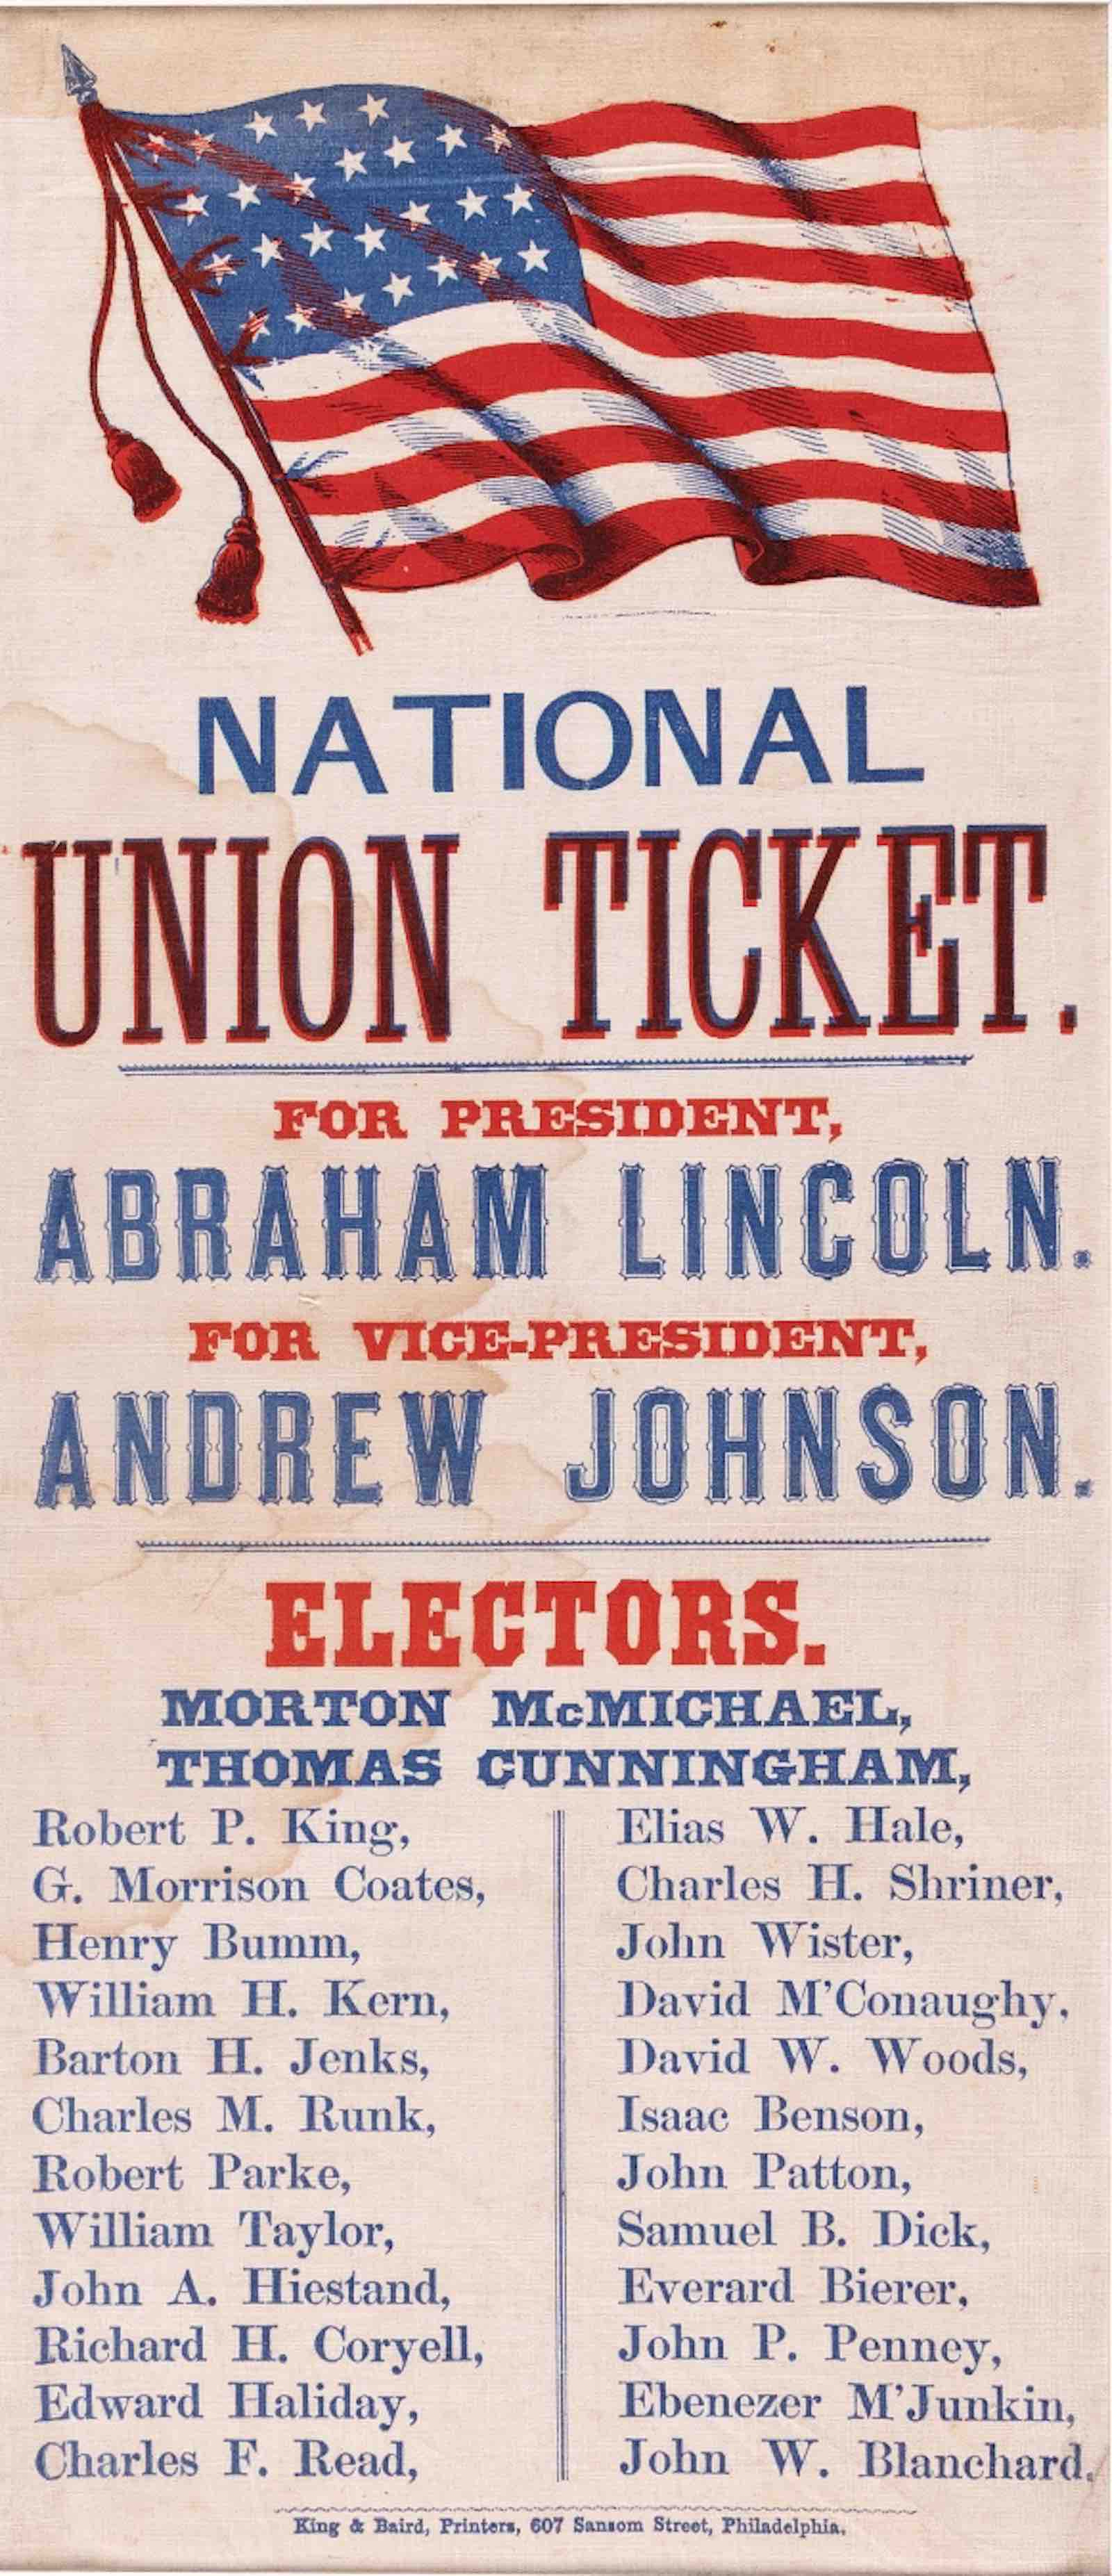 NATIONAL
UNION TICKET.
FOR PRESIDENT,
ABRAHAM LINCOLN.
FOR VICE-PRESIDENT,
ANDREW JOHNSON.
ELECTORS.
MORTON McMICHAEL,
THOMAS CUNNINGHAM,
Robert P. King,
G. Morrison Coates,
Henry Bumm,
William H. Kern,
Barton H. Jenks,
Charles M. Runk,
Robert Parke,
William Taylor,
John A. Hiestand,
Richard H. Coryell,
Edward Haliday,
Charles F. Read,
Elias W. Hale,
Charles H. Shriner,
John Wister,
David M'Conaughy,
David W. Woods,
Isaac Benson,
John Patton,
Samuel B. Dick,
Everard Bierer,
John P. Penney,
Ebenezer M'Junkin,
John W. Blanchard.
King & Baird, Printers, 607 Sansom Street, Philadelphia.